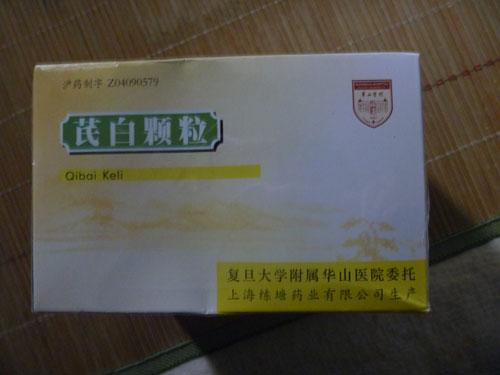 沪药制字 Z04090579
芪白颗粒
Qibai Keli
复旦大学附属华山医院委托
上海练塘药业有限公司生产